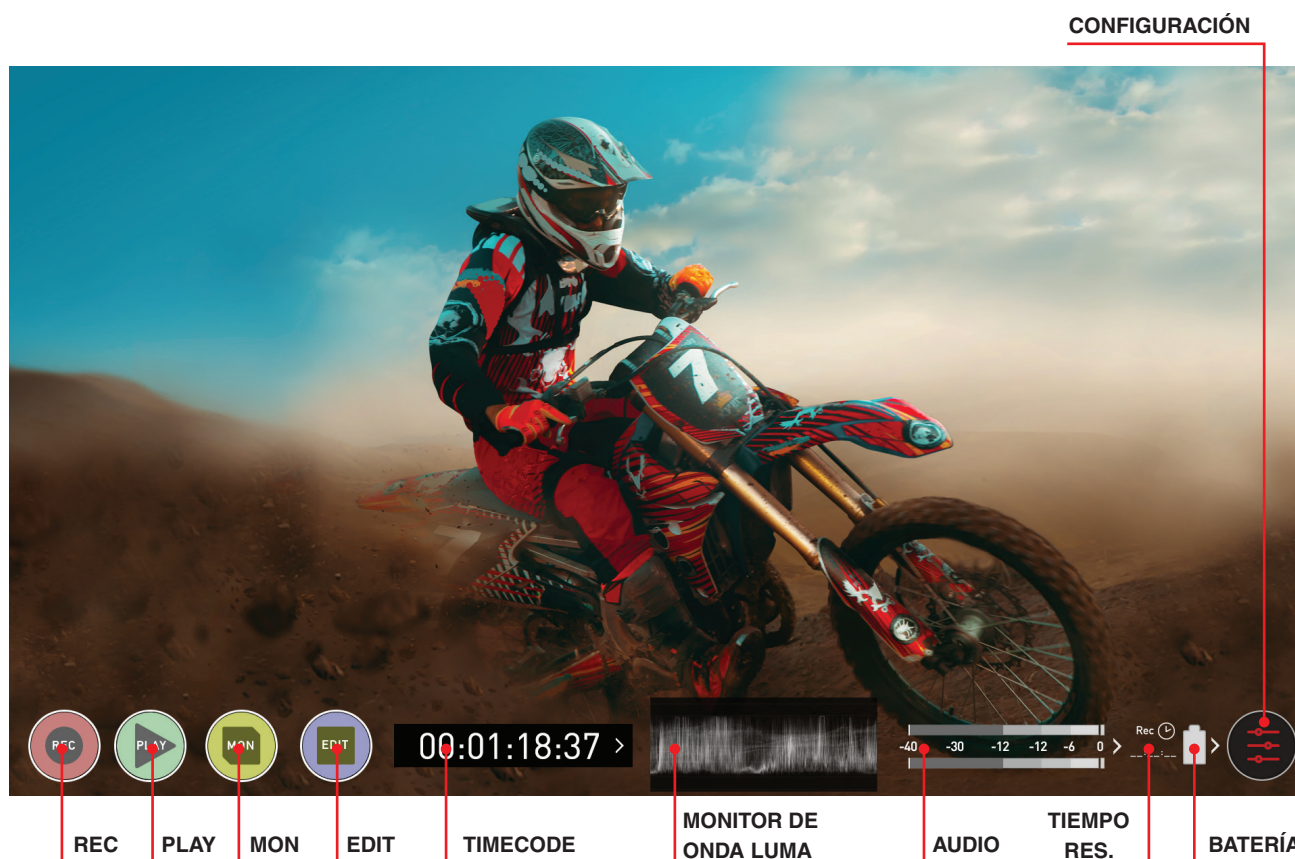 CONFIGURACIÓN
7
REC
PLAY
MON
EDIT
00:01:18:37 >
-40 -30 -12 -12 -6 0 >
Rec
--:--:-- >
REC
PLAY
MON
EDIT
TIMECODE
MONITOR DE
ONDA LUMA
AUDIO
TIEMPO
RES.
BATERÍA